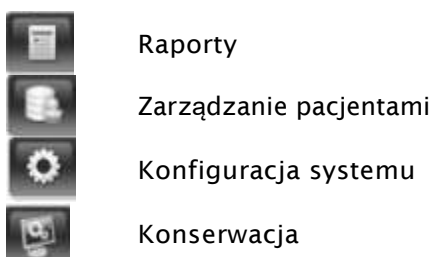 Raporty
Zarządzanie pacjentami
Konfiguracja systemu
Konserwacja